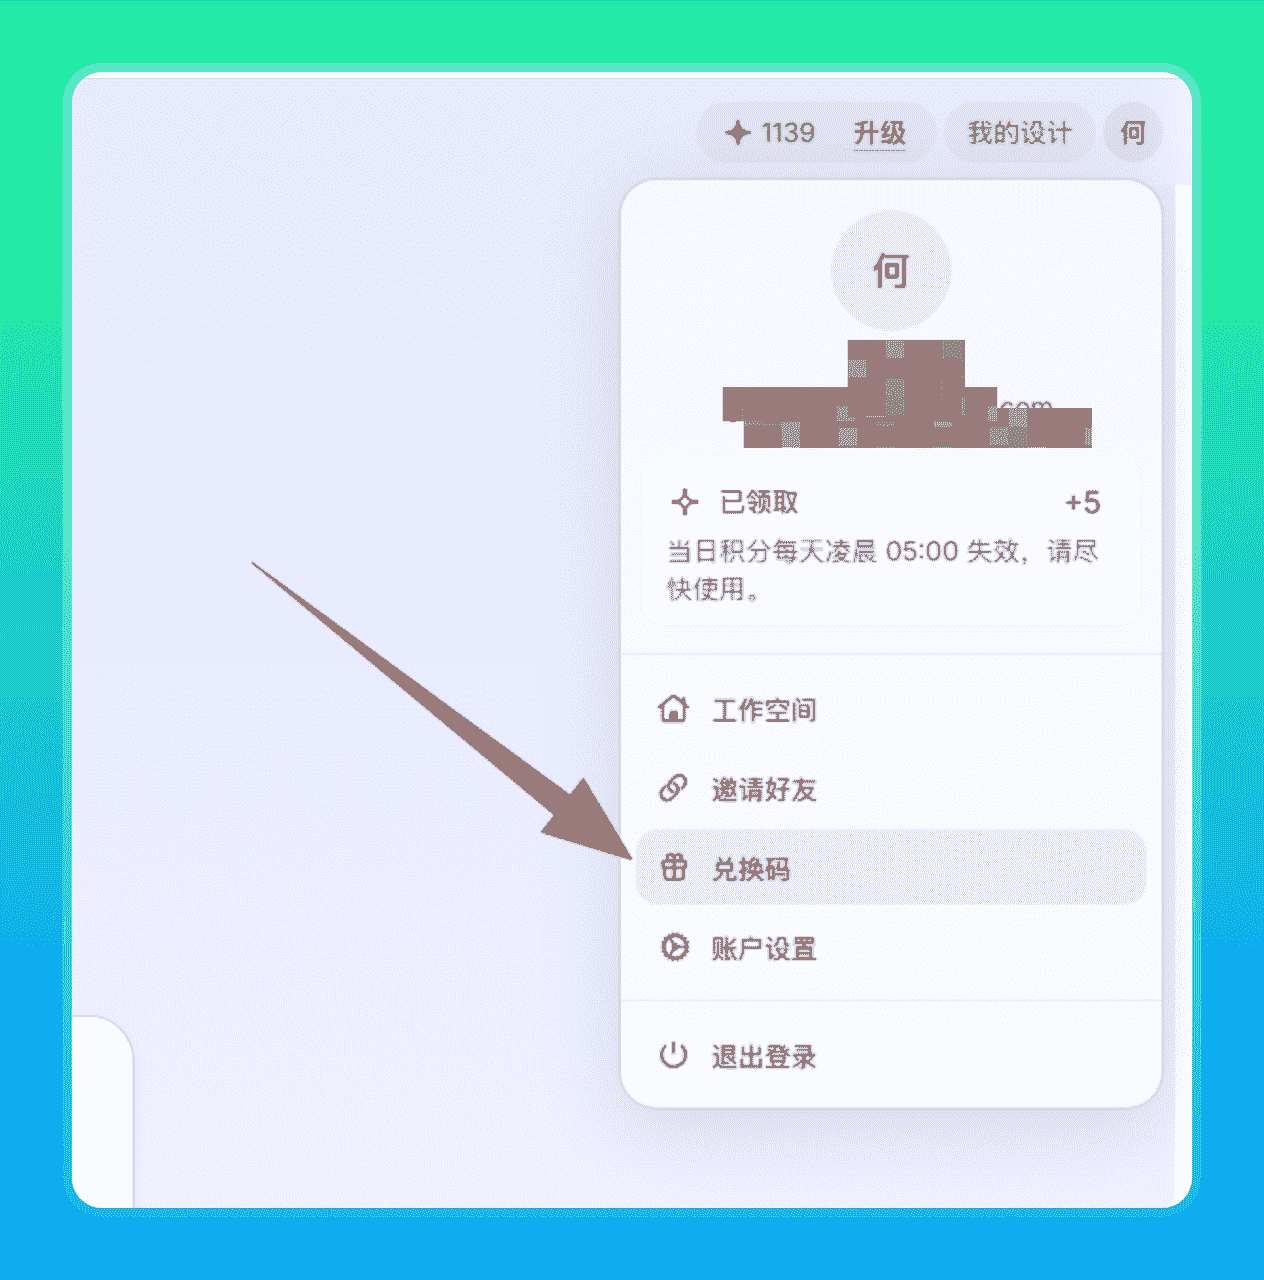 1139 升级 我的设计 何
何
.com
已领取 +5
当日积分每天凌晨 05:00 失效，请尽
快使用。
工作空间
邀请好友
兑换码
账户设置
退出登录